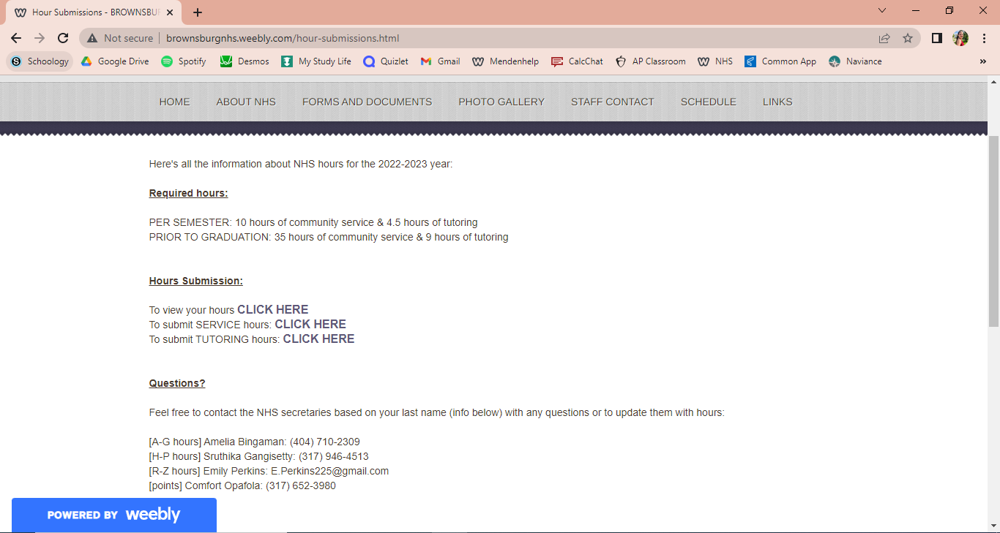 Hour Submissions - BROWNSBU
Not secure brownsburgnhs.weebly.com/hour-submissions.html
Schoology Google Drive Spotify Desmos My Study Life Quizlet Gmail Mendenhelp CalcChat AP Classroom NHS Common App Naviance »
HOME ABOUT NHS FORMS AND DOCUMENTS PHOTO GALLERY STAFF CONTACT SCHEDULE LINKS
Here's all the information about NHS hours for the 2022-2023 year:
Required hours:
PER SEMESTER: 10 hours of community service & 4.5 hours of tutoring
PRIOR TO GRADUATION: 35 hours of community service & 9 hours of tutoring
Hours Submission:
To view your hours CLICK HERE
To submit SERVICE hours: CLICK HERE
To submit TUTORING hours: CLICK HERE
Questions?
Feel free to contact the NHS secretaries based on your last name (info below) with any questions or to update them with hours:
[A-G hours] Amelia Bingaman: (404) 710-2309
[H-P hours] Sruthika Gangisetty: (317) 946-4513
[R-Z hours] Emily Perkins: E.Perkins225@gmail.com
[points] Comfort Opafola: (317) 652-3980
POWERED BY weebly